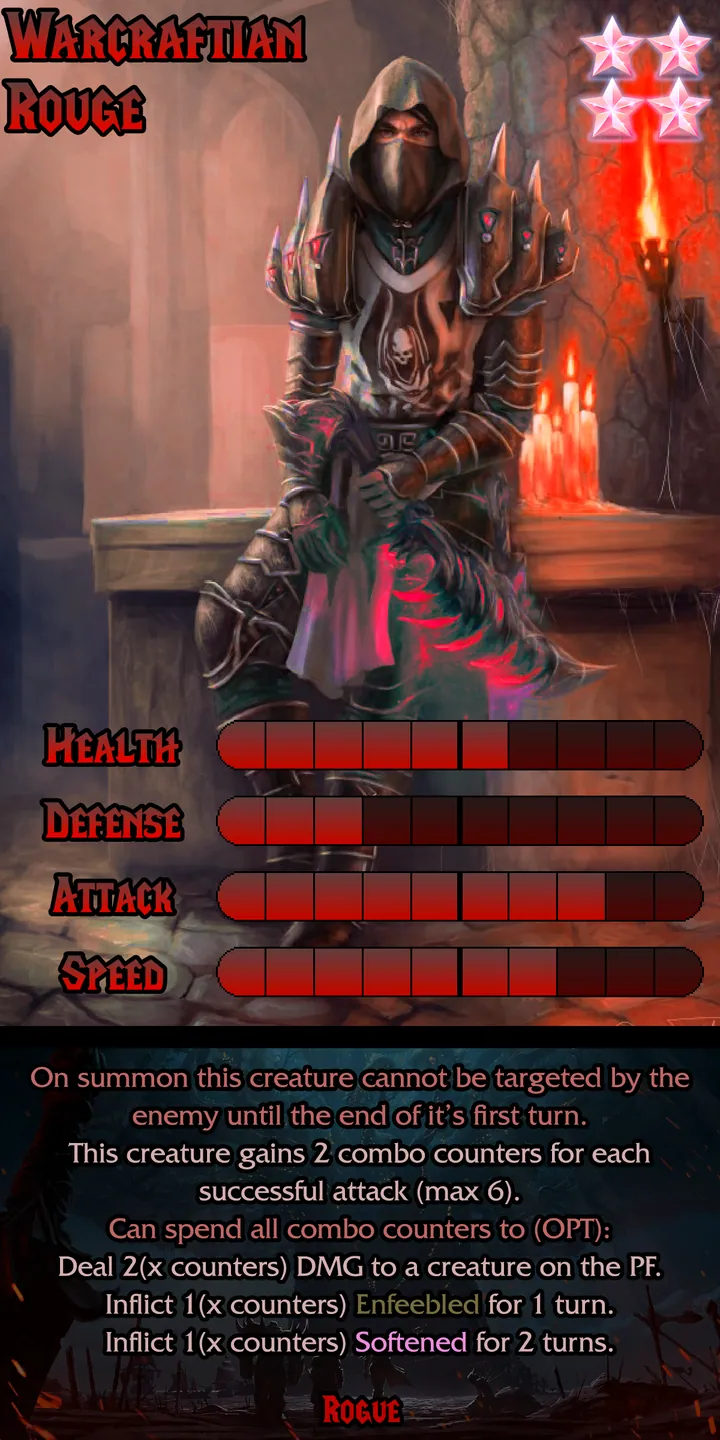 Warcraftian
Rouge
Health
Defense
Attack
Speed
On summon this creature cannot be targeted by the
enemy until the end of it's first turn.
This creature gains 2 combo counters for each
successful attack (max 6).
Can spend all combo counters to (OPT):
Deal 2(x counters) DMG to a creature on the PF.
Inflict 1(x counters) Enfeebled for 1 turn.
Inflict 1(x counters) Softened for 2 turns.
Rogue